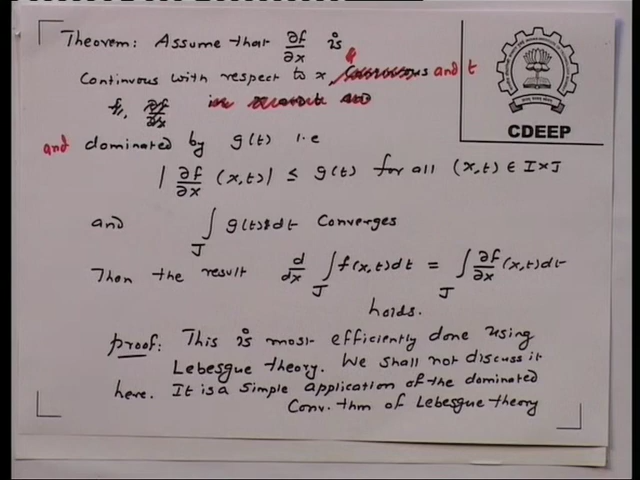 Theorem: Assume that ∂f/∂x is
Continuous with respect to x, and t
and dominated by g(t) i.e
|∂f/∂x (x,t)| ≤ g(t) for all (x,t) ∈ I×J
and ∫_J g(t)dt Converges
Then the result d/dx ∫_J f(x,t)dt = ∫_J ∂f/∂x (x,t)dt
holds.
proof: This is most efficiently done using
Lebesgue theory. We shall not discuss it
here. It is a simple application of the dominated
Conv. thm of Lebesgue theory
CDEEP